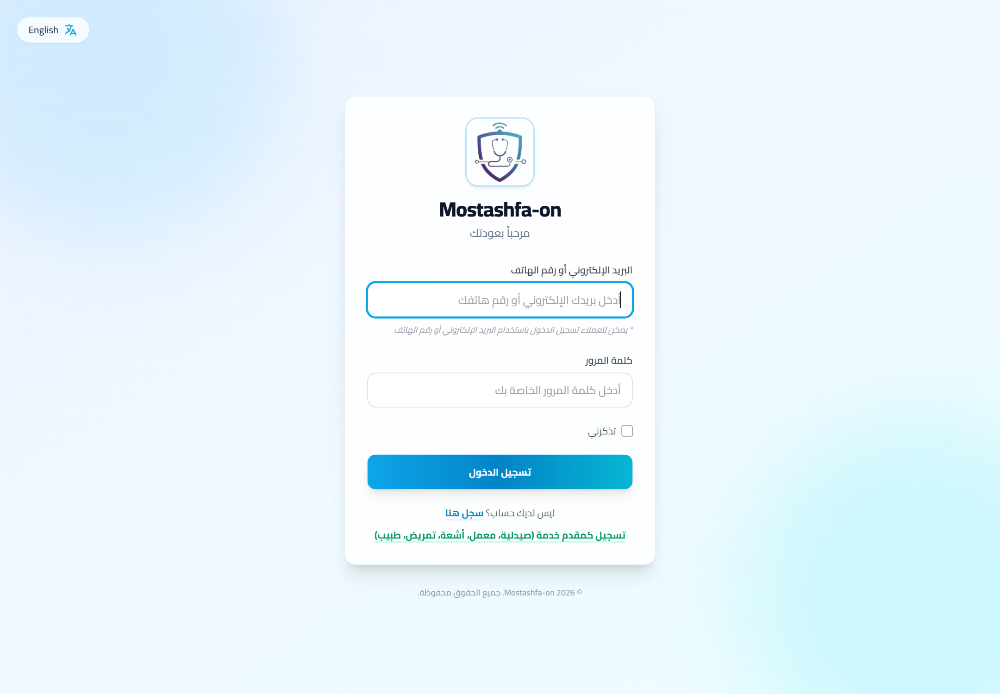 English
Mostashfa-on
مرحباً بعودتك
البريد الإلكتروني أو رقم الهاتف
أدخل بريدك الإلكتروني أو رقم هاتفك
* يمكن للعملاء تسجيل الدخول باستخدام البريد الإلكتروني أو رقم الهاتف
كلمة المرور
أدخل كلمة المرور الخاصة بك
تذكرني
تسجيل الدخول
ليس لديك حساب؟ سجل هنا
تسجيل كمقدم خدمة (صيدلية، معمل، أشعة، تمريض، طبيب)
© 2026 Mostashfa-on. جميع الحقوق محفوظة.